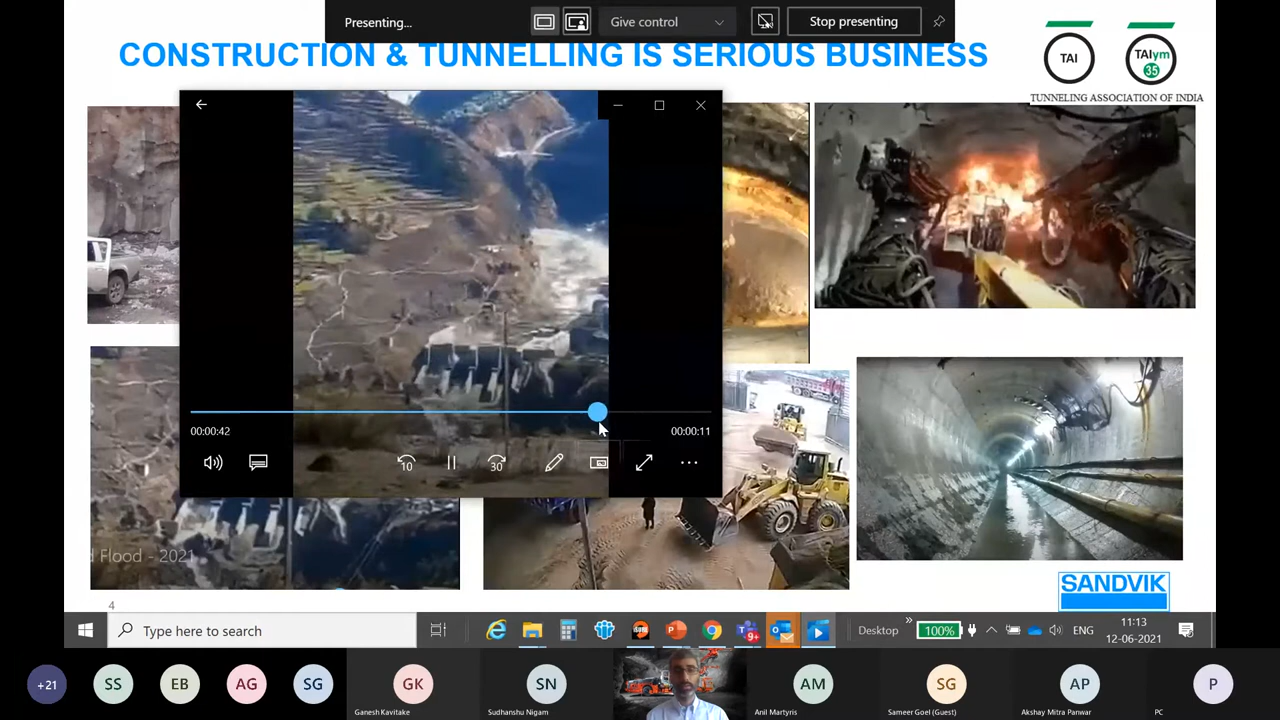 Presenting...
Give control
Stop presenting
CONSTRUCTION & TUNNELLING IS SERIOUS BUSINESS
TAI
TAIym
35
TUNNELING ASSOCIATION OF INDIA
00:00:42
00:00:11
10
30
d Flood - 2021
SANDVIK
4
Type here to search
9+
Desktop
100%
ENG
11:13
12-06-2021
+21
SS
EB
AG
SG
GK
SN
AM
SG
AP
P
Ganesh Kavitake
Sudhanshu Nigam
Anil Martyris
Sameer Goel (Guest)
Akshay Mitra Panwar
PC